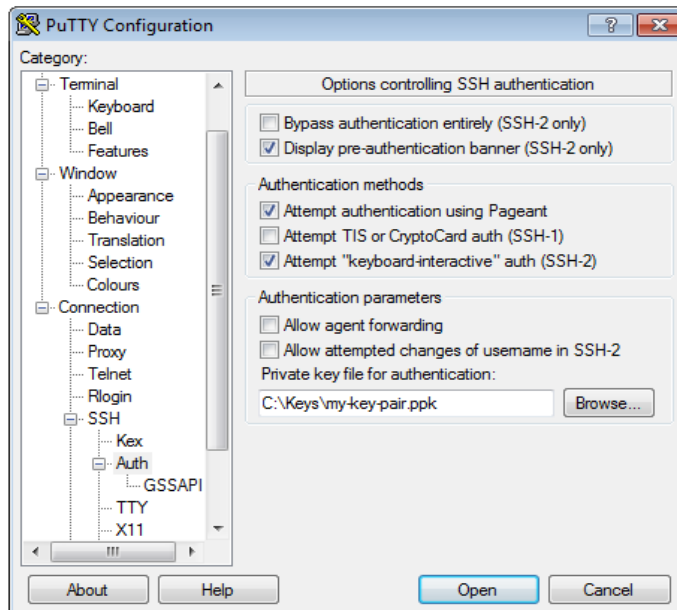 PuTTY Configuration
Category:
Terminal
Keyboard
Bell
Features
Window
Appearance
Behaviour
Translation
Selection
Colours
Connection
Data
Proxy
Telnet
Rlogin
SSH
Kex
Auth
GSSAPI
TTY
X11
Options controlling SSH authentication
Bypass authentication entirely (SSH-2 only)
Display pre-authentication banner (SSH-2 only)
Authentication methods
Attempt authentication using Pageant
Attempt TIS or CryptoCard auth (SSH-1)
Attempt "keyboard-interactive" auth (SSH-2)
Authentication parameters
Allow agent forwarding
Allow attempted changes of username in SSH-2
Private key file for authentication:
C:\Keys\my-key-pair.ppk
Browse...
About
Help
Open
Cancel